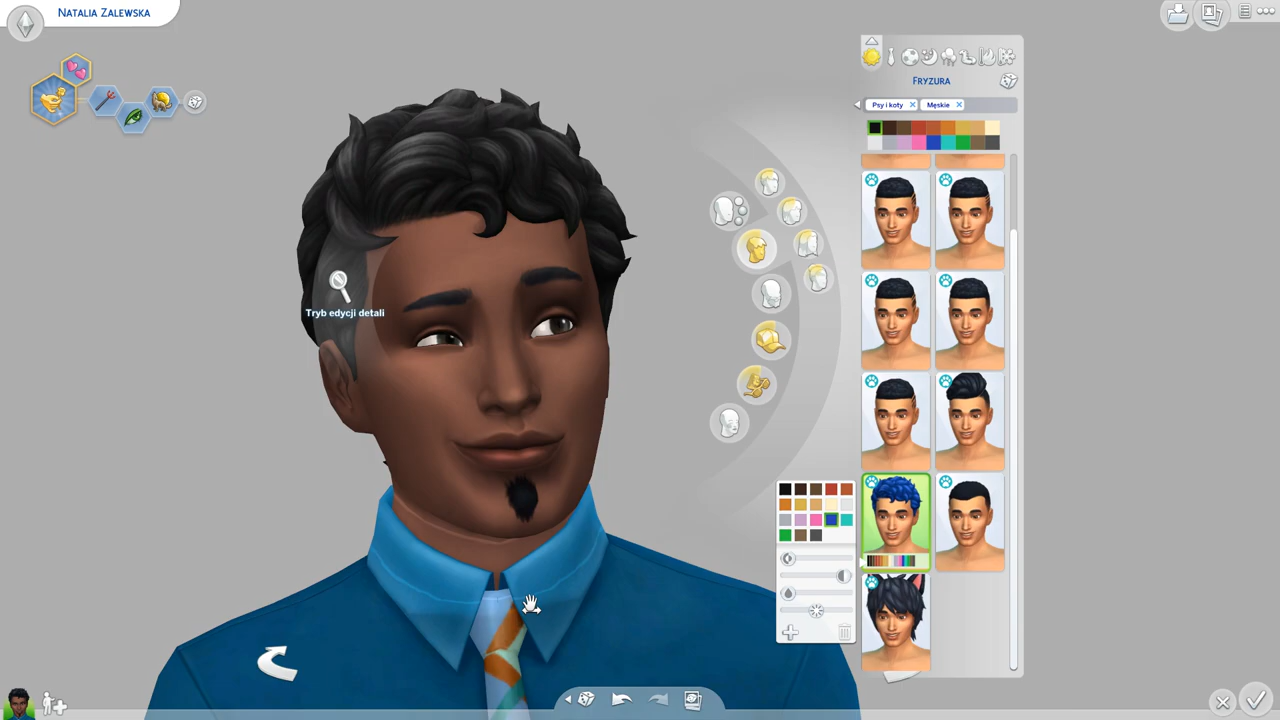 Natalia Zalewska
Fryzura
Psy i koty
Męskie
Tryb edycji detali